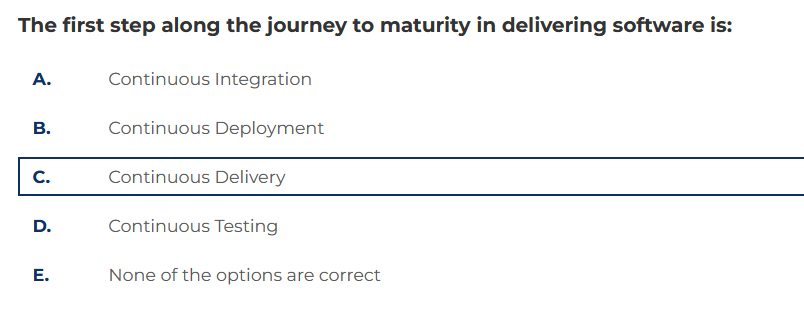 The first step along the journey to maturity in delivering software is:
A. Continuous Integration
B. Continuous Deployment
C. Continuous Delivery
D. Continuous Testing
E. None of the options are correct